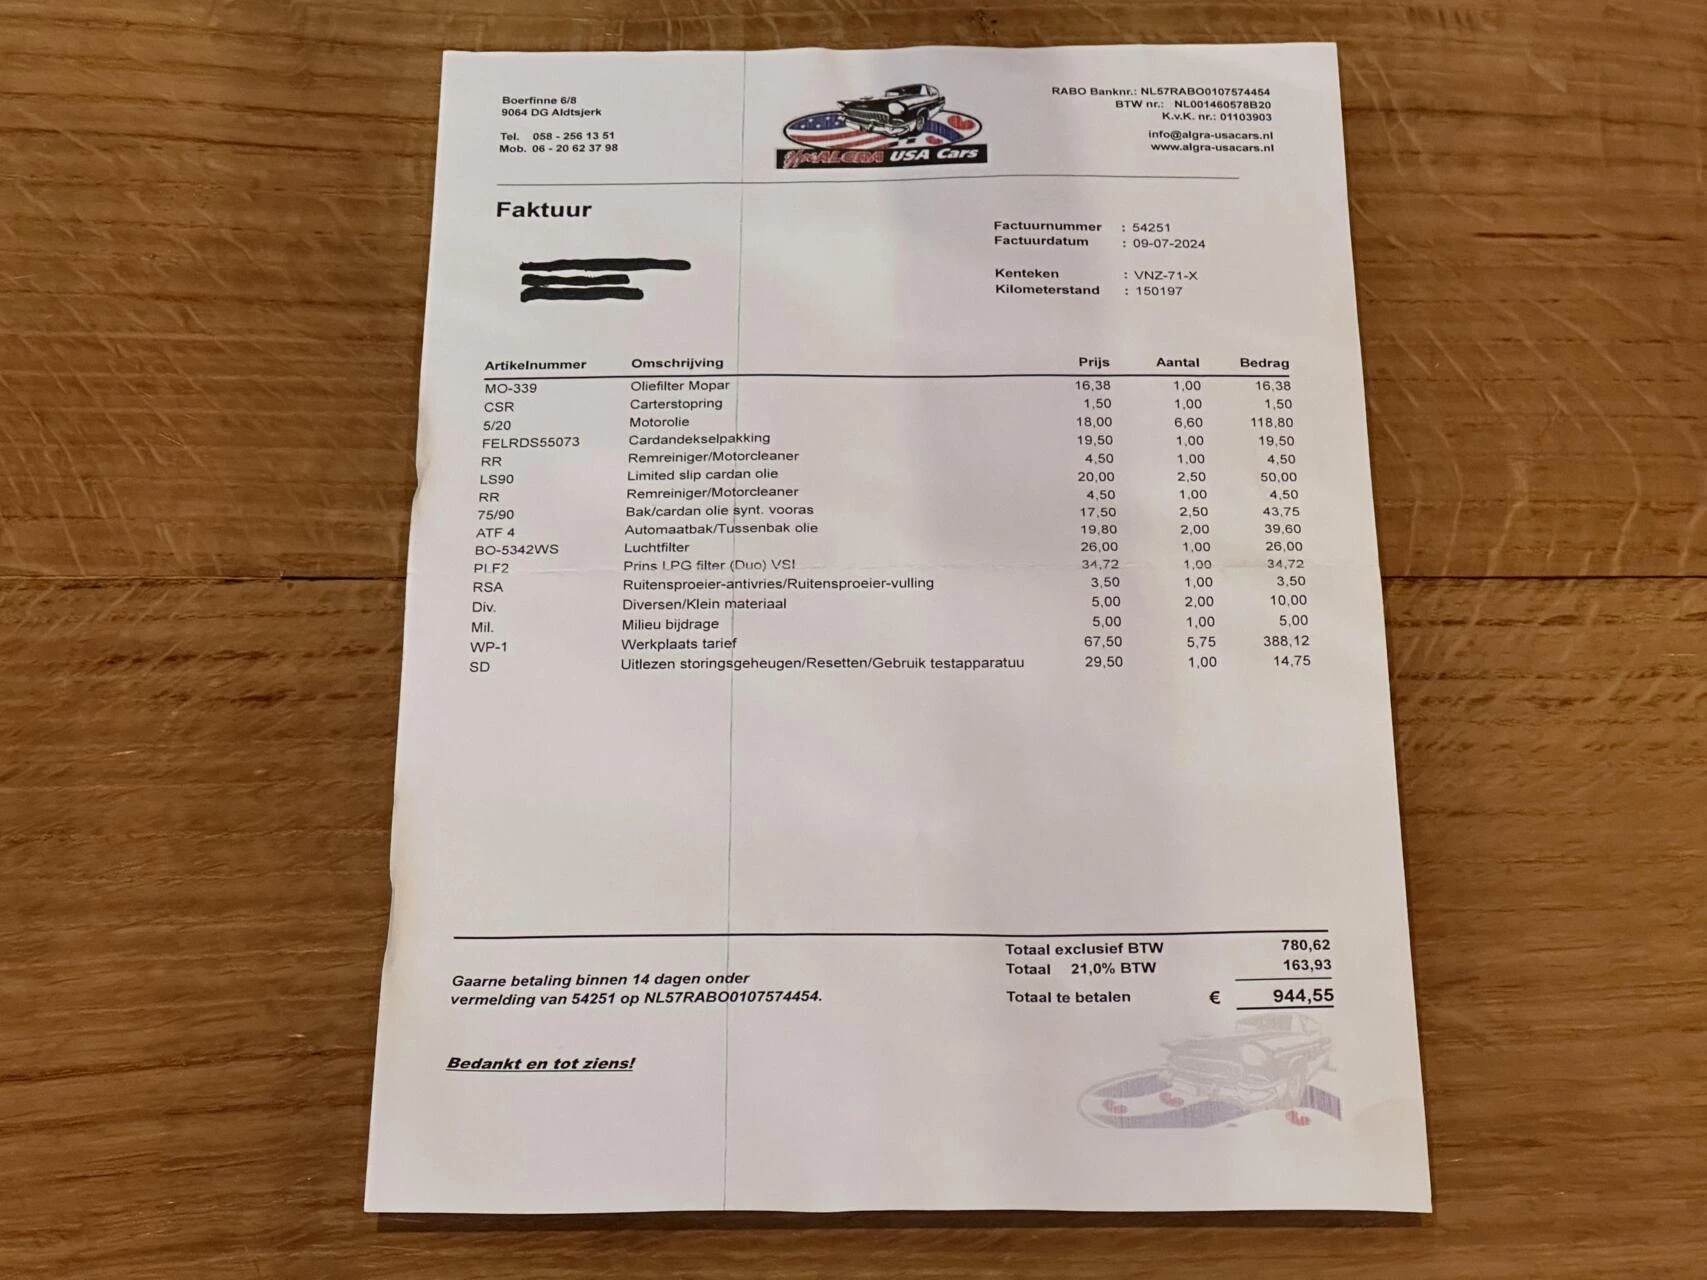 Boerfinne 6/8
9064 DG Aldtsjerk
Tel. 058 - 256 13 51
Mob. 06 - 20 62 37 98
ALGRA USA Cars
RABO Banknr.: NL57RABO0107574454
BTW nr.: NL001460578B20
K.v.K. nr.: 01103903
info@algra-usacars.nl
www.algra-usacars.nl
Faktuur
Factuurnummer : 54251
Factuurdatum : 09-07-2024
Kenteken : VNZ-71-X
Kilometerstand : 150197
Artikelnummer Omschrijving Prijs Aantal Bedrag
MO-339 Oliefilter Mopar 16,38 1,00 16,38
CSR Carterstopring 1,50 1,00 1,50
5/20 Motorolie 18,00 6,60 118,80
FELRDS55073 Cardandekselpakking 19,50 1,00 19,50
RR Remreiniger/Motorcleaner 4,50 1,00 4,50
LS90 Limited slip cardan olie 20,00 2,50 50,00
RR Remreiniger/Motorcleaner 4,50 1,00 4,50
75/90 Bak/cardan olie synt. vooras 17,50 2,50 43,75
ATF 4 Automaatbak/Tussenbak olie 19,80 2,00 39,60
BO-5342WS Luchtfilter 26,00 1,00 26,00
PLF2 Prins LPG filter (Duo) VSI 34,72 1,00 34,72
RSA Ruitensproeier-antivries/Ruitensproeier-vulling 3,50 1,00 3,50
Div. Diversen/Klein materiaal 5,00 2,00 10,00
Mil. Milieu bijdrage 5,00 1,00 5,00
WP-1 Werkplaats tarief 67,50 5,75 388,12
SD Uitlezen storingsgeheugen/Resetten/Gebruik testapparatuu 29,50 1,00 14,75
Totaal exclusief BTW 780,62
Totaal 21,0% BTW 163,93
Totaal te betalen € 944,55
Gaarne betaling binnen 14 dagen onder
vermelding van 54251 op NL57RABO0107574454.
Bedankt en tot ziens!